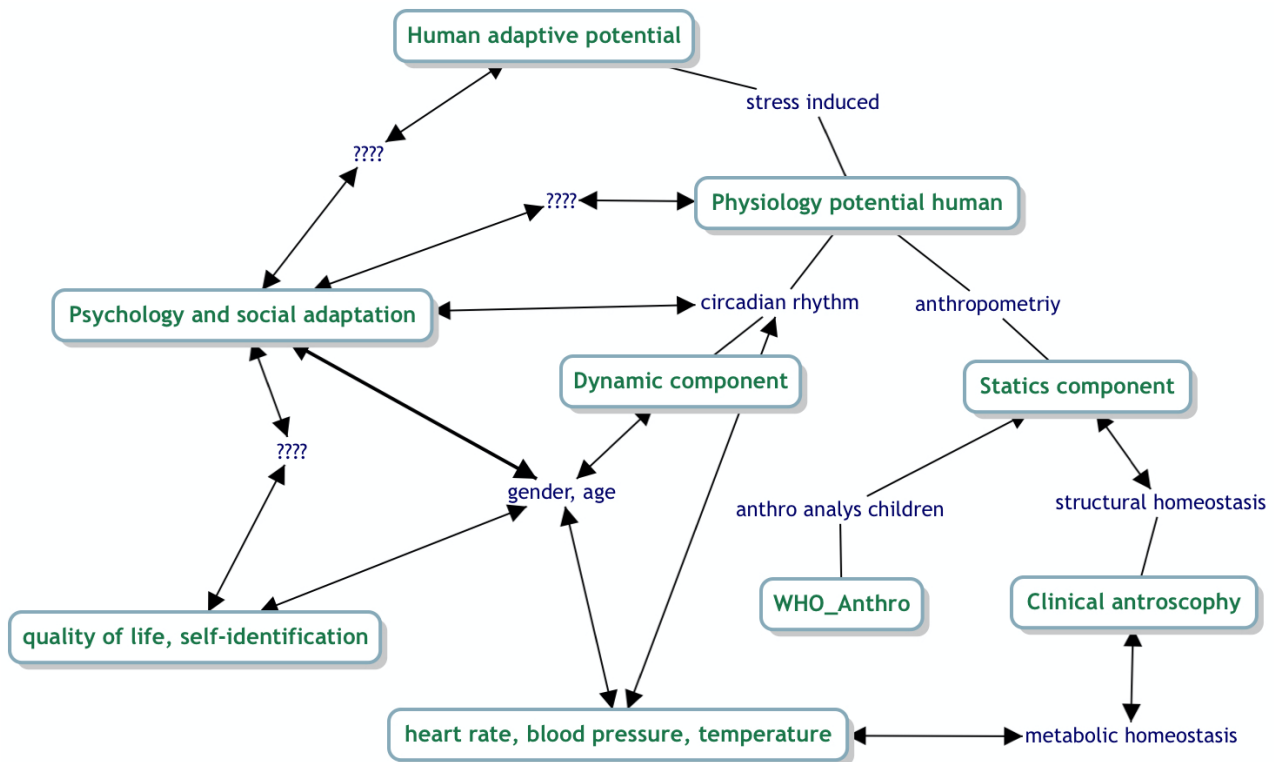 Human adaptive potential
stress induced
????
???? Physiology potential human
Psychology and social adaptation
circadian rhythm
anthropometriy
Dynamic component
Statics component
????
gender, age
anthro analys children
structural homeostasis
WHO_Anthro
Clinical antroscophy
quality of life, self-identification
heart rate, blood pressure, temperature
metabolic homeostasis